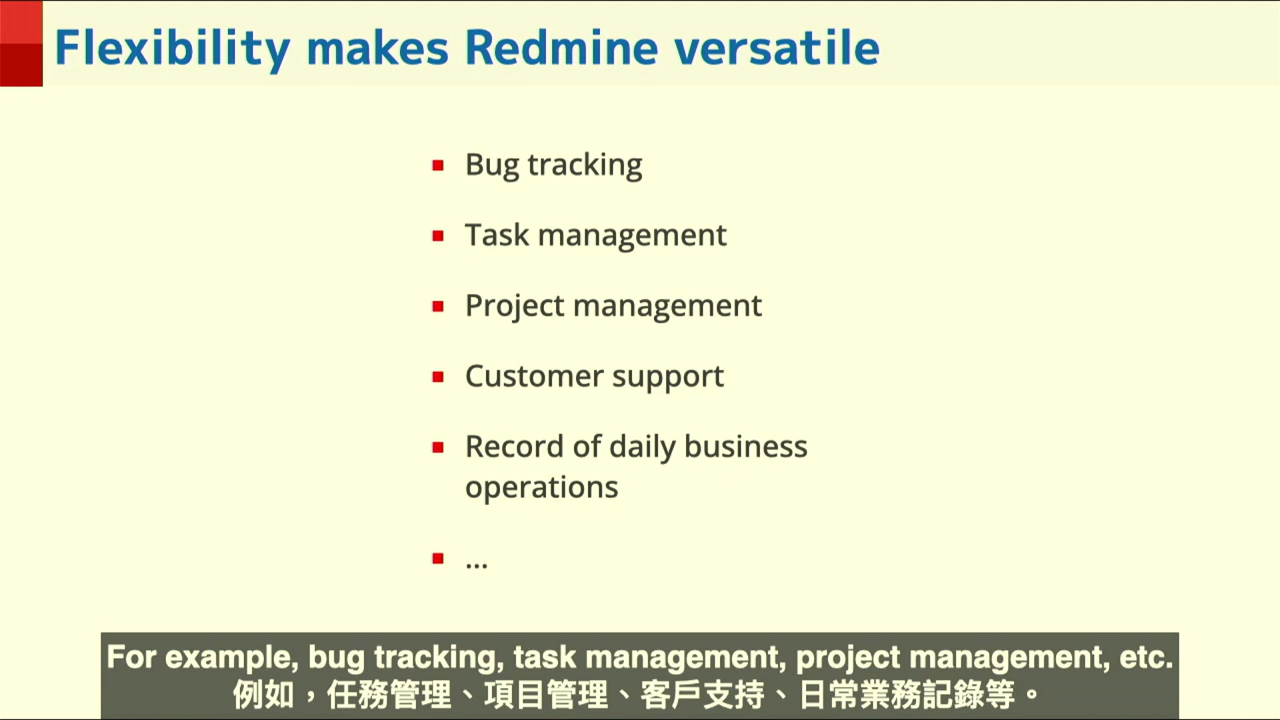 Flexibility makes Redmine versatile
Bug tracking
Task management
Project management
Customer support
Record of daily business
operations
...
For example, bug tracking, task management, project management, etc.
例如，任務管理、項目管理、客戶支持、日常業務記錄等。